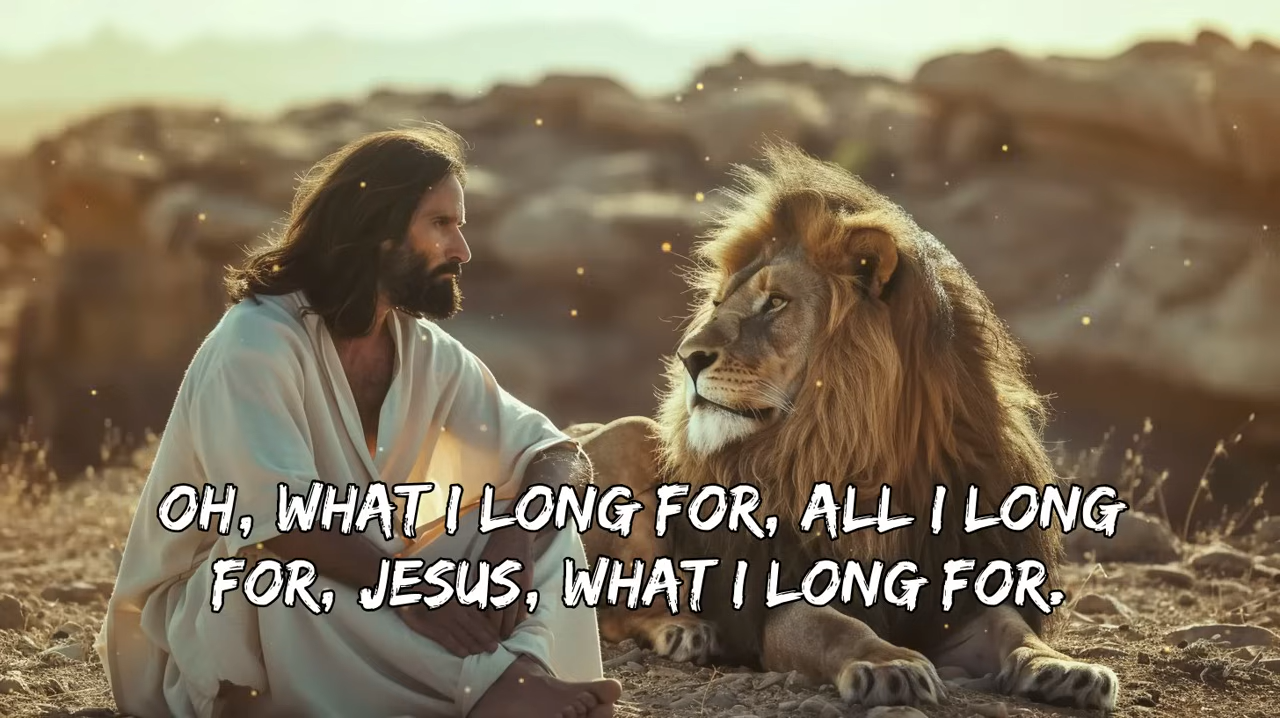 OH, WHAT I LONG FOR, ALL I LONG
FOR, JESUS, WHAT I LONG FOR.